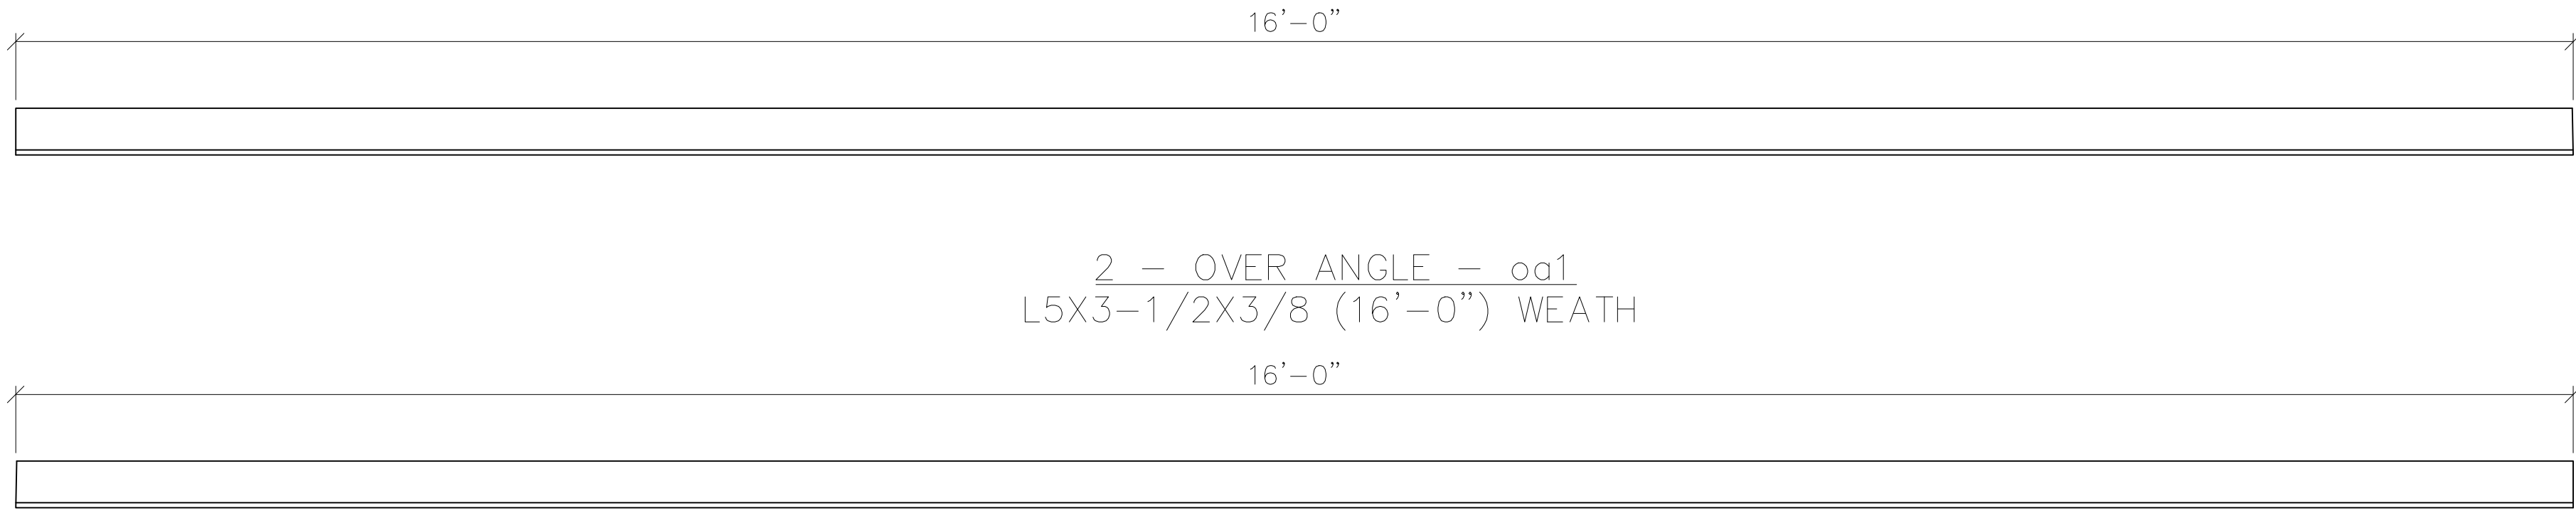 16'-0"
2 - OVER ANGLE - oa1
L5X3-1/2X3/8 (16'-0") WEATH
16'-0"